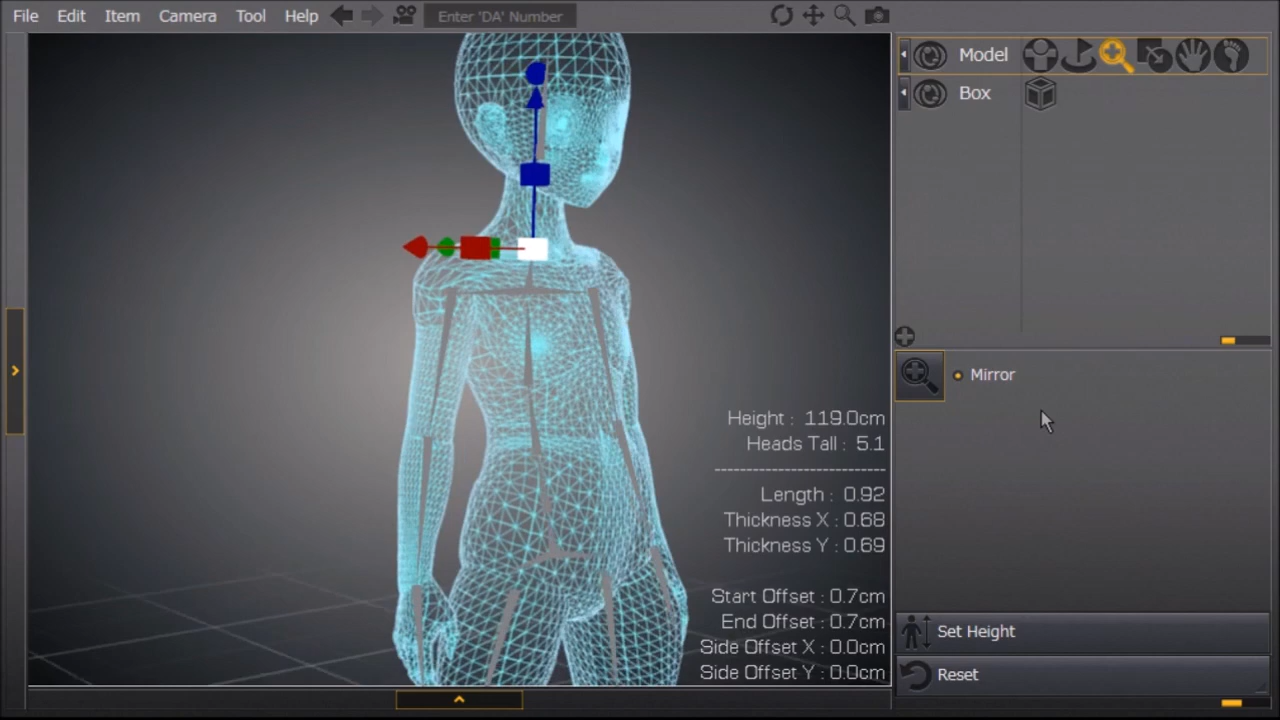 File Edit Item Camera Tool Help Enter 'DA' Number
Model
Box
Mirror
Height : 119.0cm
Heads Tall : 5.1
--------------------------
Length : 0.92
Thickness X : 0.68
Thickness Y : 0.69
Start Offset : 0.7cm
End Offset : 0.7cm
Side Offset X : 0.0cm
Side Offset Y : 0.0cm
Set Height
Reset